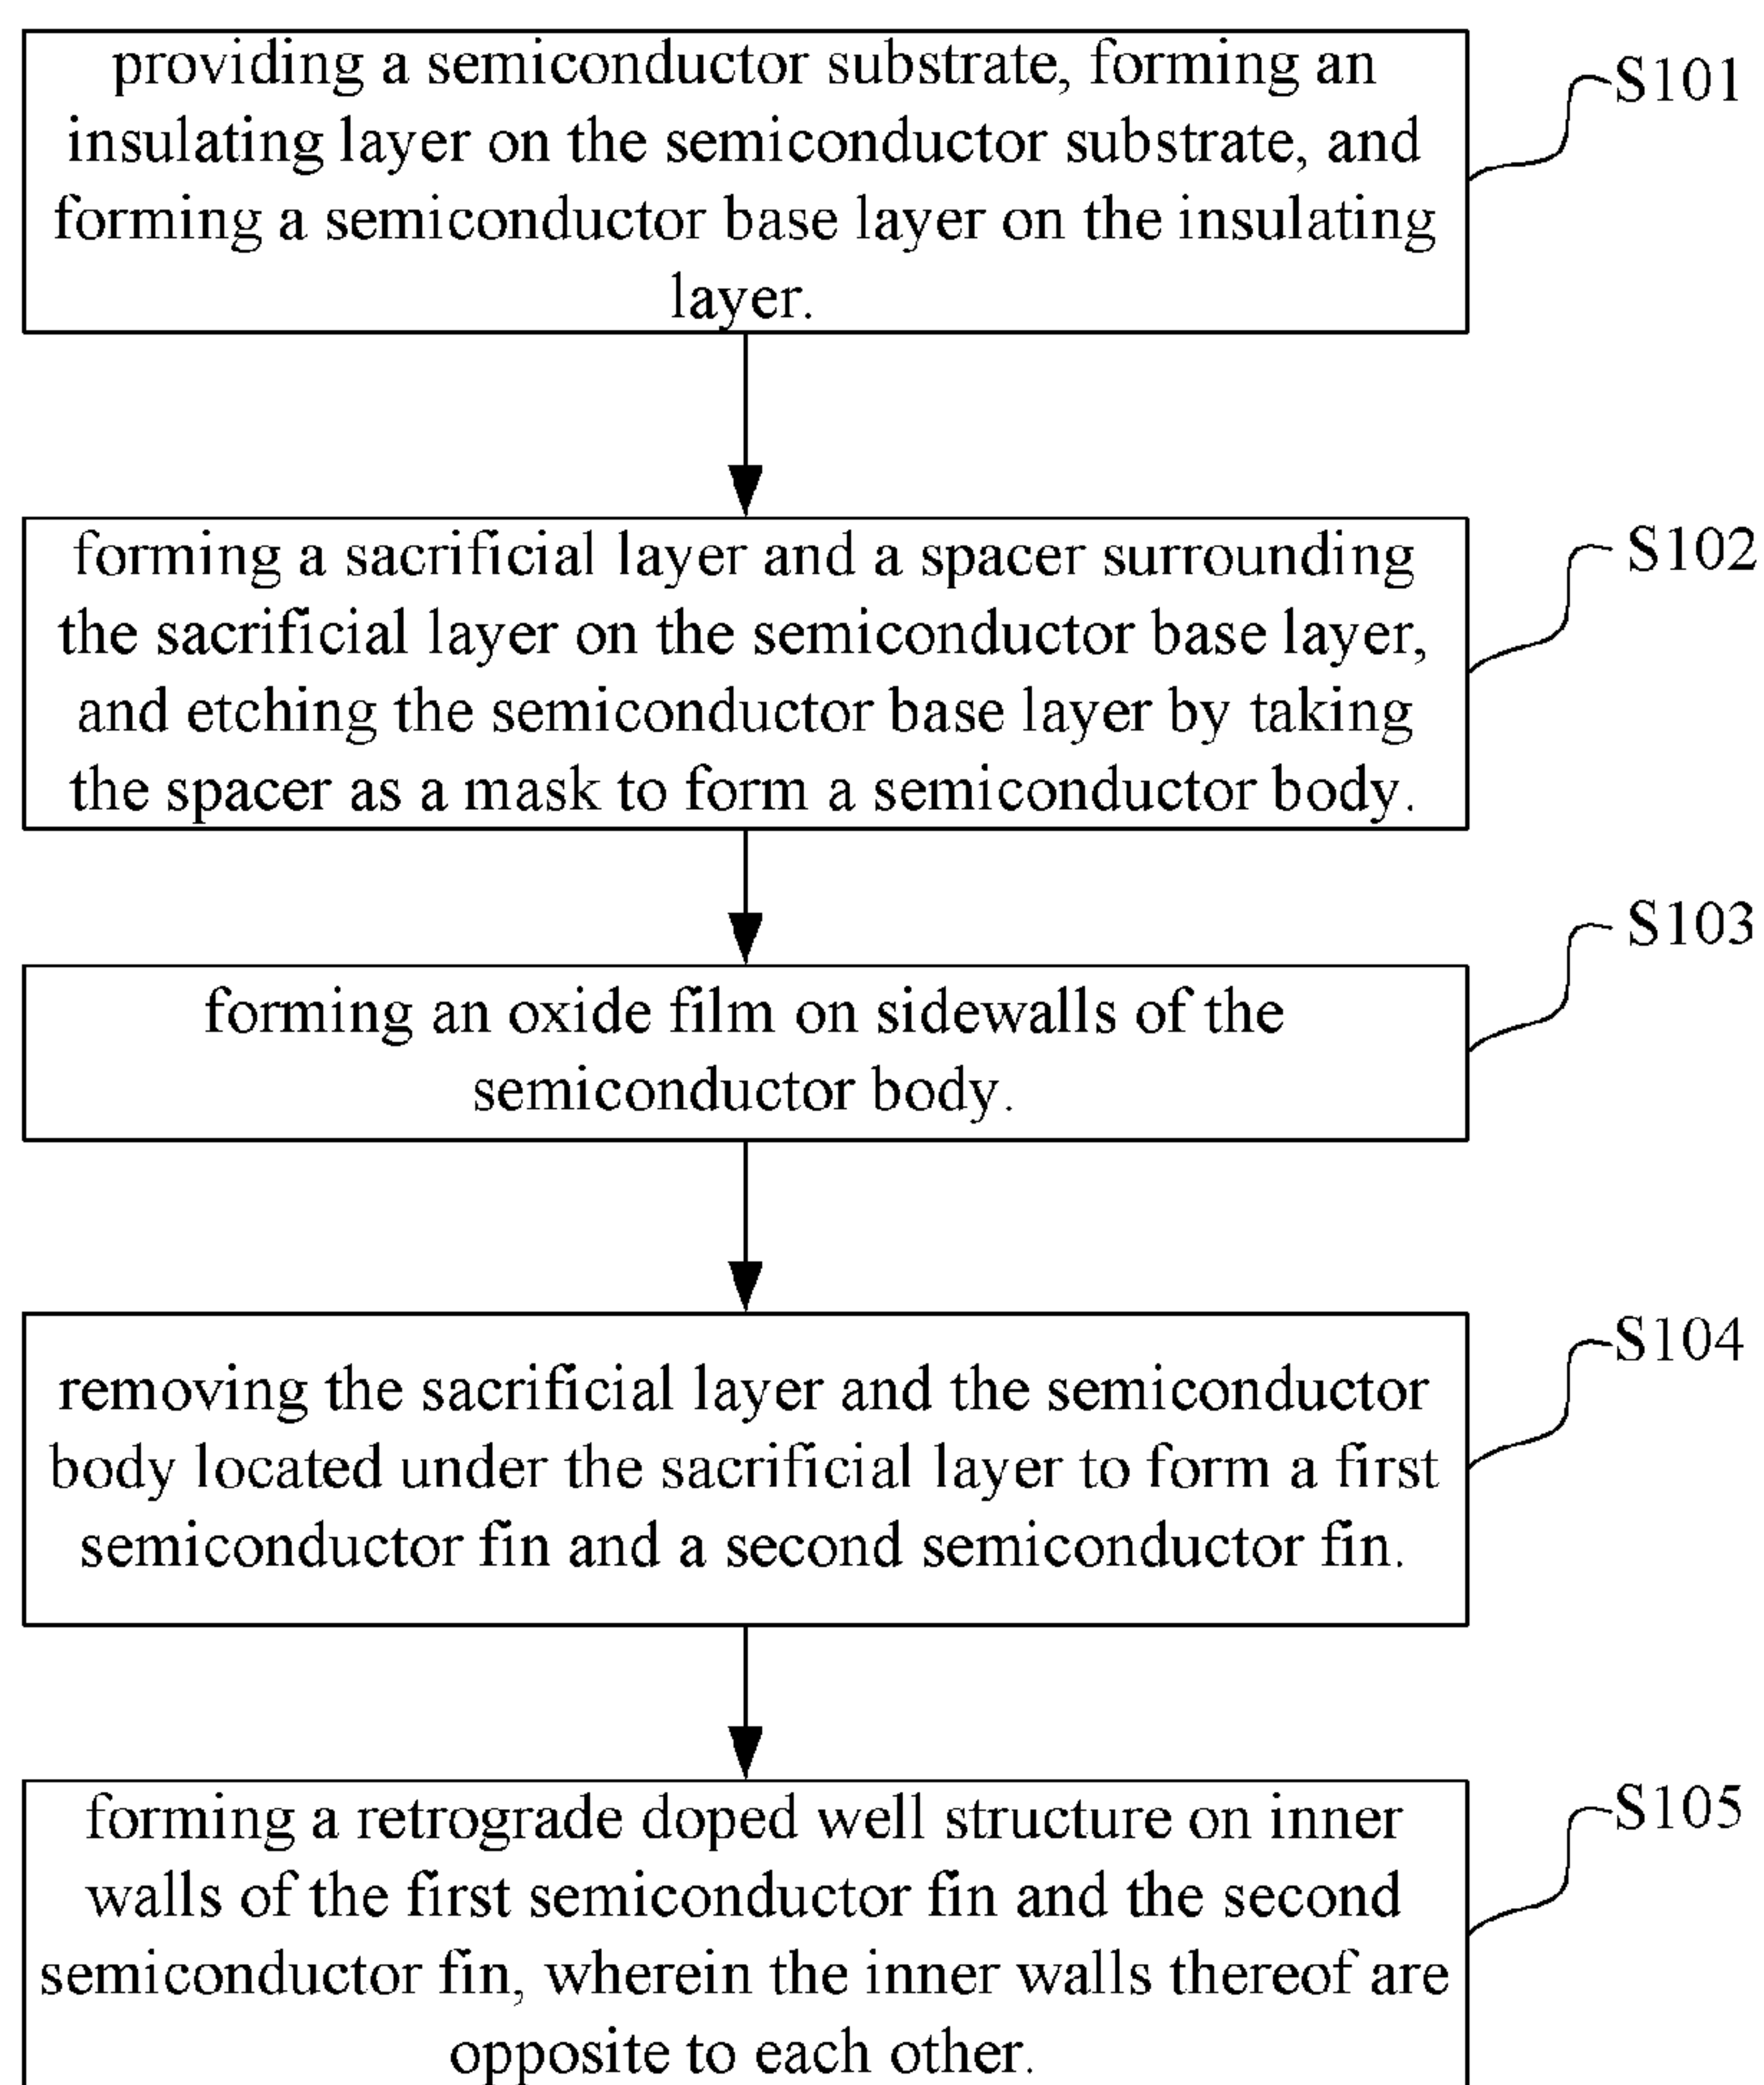 providing a semiconductor substrate, forming an
insulating layer on the semiconductor substrate, and
forming a semiconductor base layer on the insulating
layer.
S101
forming a sacrificial layer and a spacer surrounding
the sacrificial layer on the semiconductor base layer,
and etching the semiconductor base layer by taking
the spacer as a mask to form a semiconductor body.
S102
forming an oxide film on sidewalls of the
semiconductor body.
S103
removing the sacrificial layer and the semiconductor
body located under the sacrificial layer to form a first
semiconductor fin and a second semiconductor fin.
S104
forming a retrograde doped well structure on inner
walls of the first semiconductor fin and the second
semiconductor fin, wherein the inner walls thereof are
opposite to each other.
S105